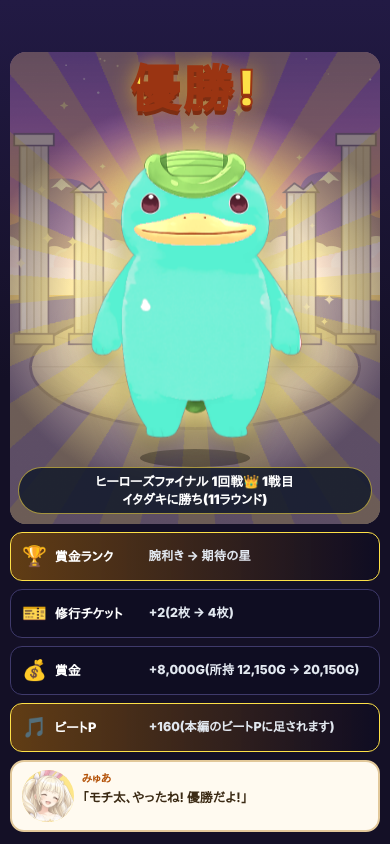 優勝!
ヒーローズファイナル 1回戦👑 1戦目
イタダキに勝ち(11ラウンド)
賞金ランク 腕利き → 期待の星
修行チケット +2(2枚 → 4枚)
賞金 +8,000G(所持 12,150G → 20,150G)
ビートP +160(本編のビートPに足されます)
みゅあ
「モチ太、やったね! 優勝だよ!」